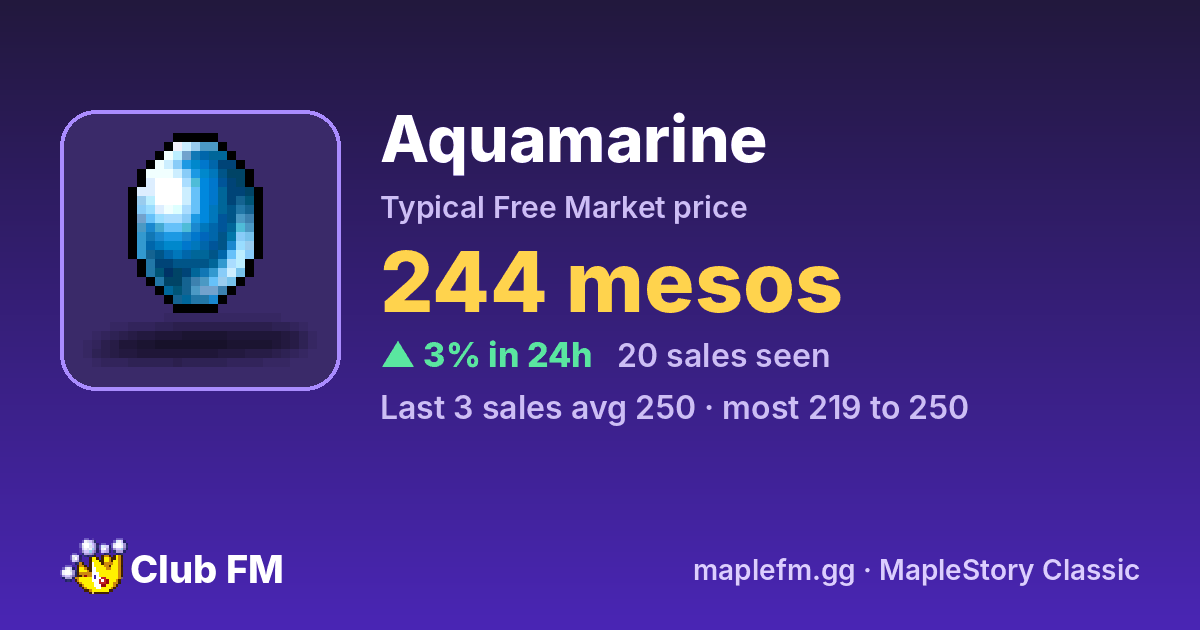 Aquamarine
Typical Free Market price
244 mesos
▲ 3% in 24h 20 sales seen
Last 3 sales avg 250 · most 219 to 250
Club FM
maplefm.gg · MapleStory Classic